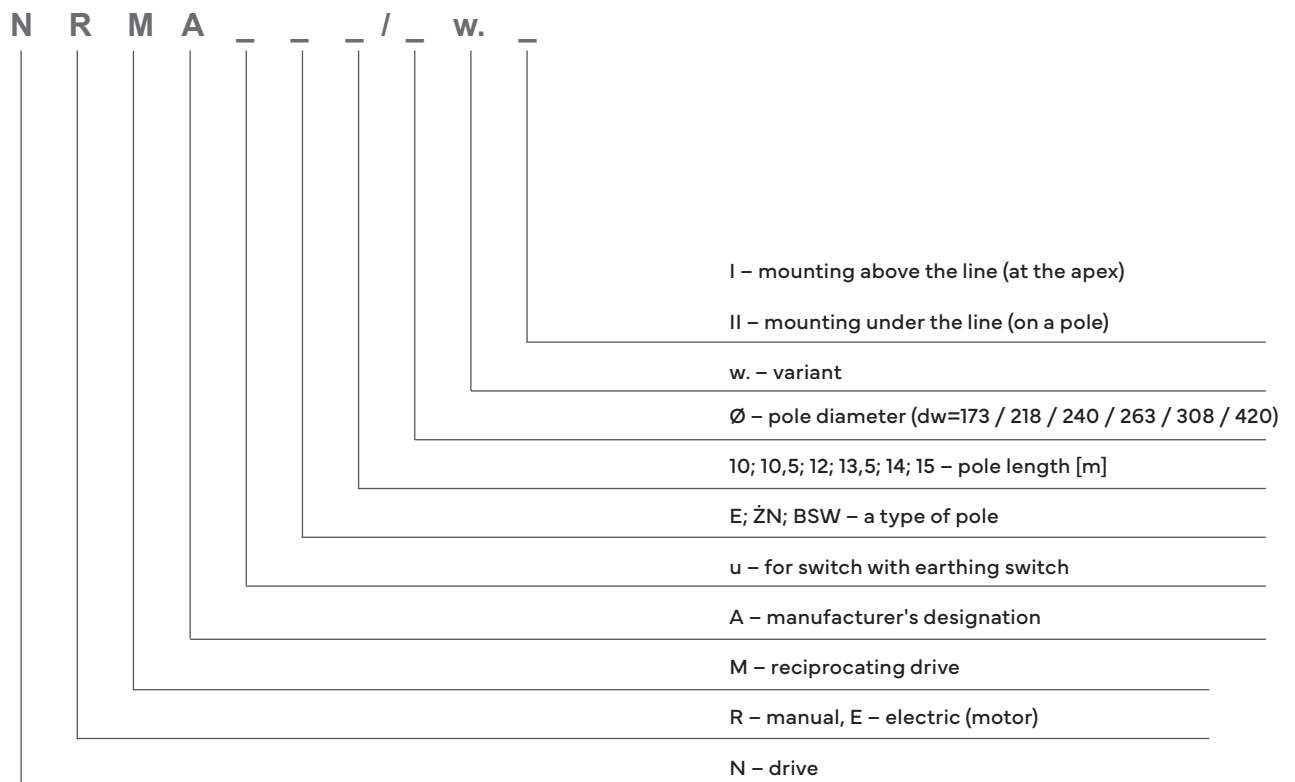 N R M A _ _ _ / _ w. _
I – mounting above the line (at the apex)
II – mounting under the line (on a pole)
w. – variant
Ø – pole diameter (dw=173 / 218 / 240 / 263 / 308 / 420)
10; 10,5; 12; 13,5; 14; 15 – pole length [m]
E; ŻN; BSW – a type of pole
u – for switch with earthing switch
A – manufacturer's designation
M – reciprocating drive
R – manual, E – electric (motor)
N – drive